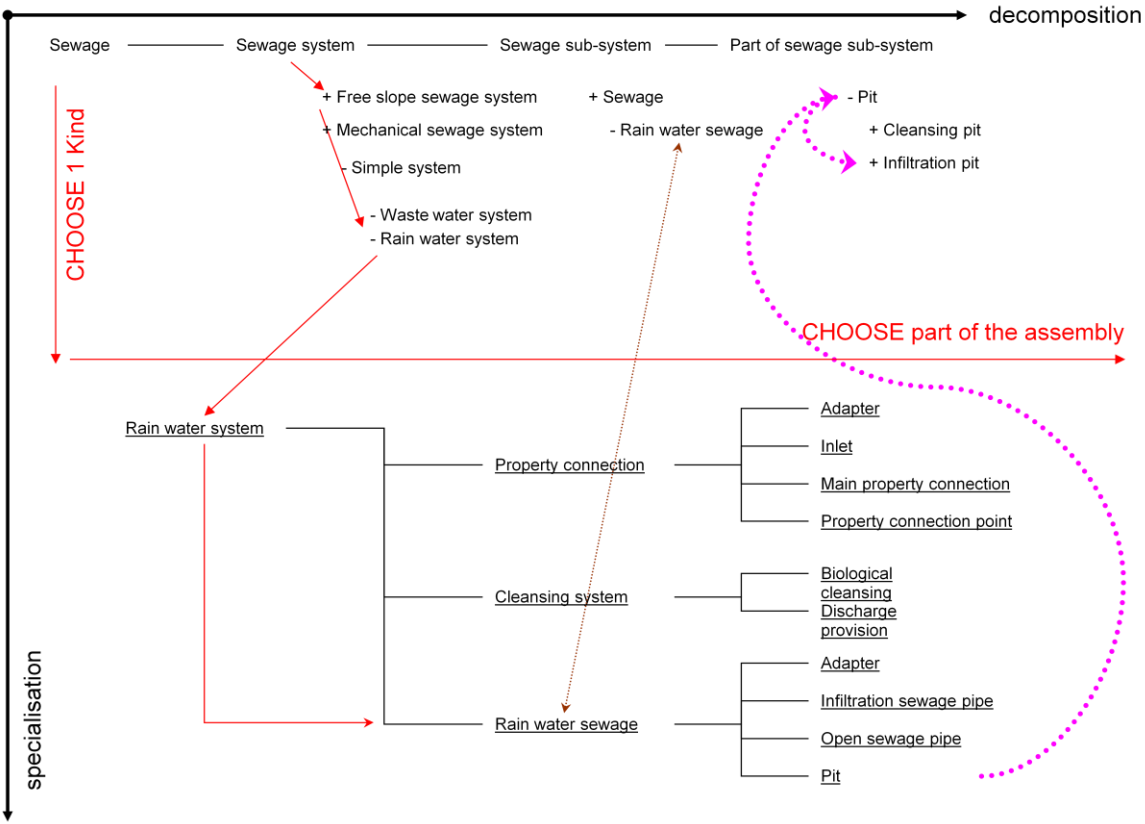 decomposition
Sewage
Sewage system
Sewage sub-system
Part of sewage sub-system
+ Free slope sewage system
+ Sewage
- Pit
+ Mechanical sewage system
- Rain water sewage
+ Cleansing pit
- Simple system
+ Infiltration pit
- Waste water system
- Rain water system
CHOOSE 1 Kind
CHOOSE part of the assembly
Rain water system
Property connection
Adapter
Inlet
Main property connection
Property connection point
Cleansing system
Biological
cleansing
Discharge
provision
Rain water sewage
Adapter
Infiltration sewage pipe
Open sewage pipe
Pit
specialisation